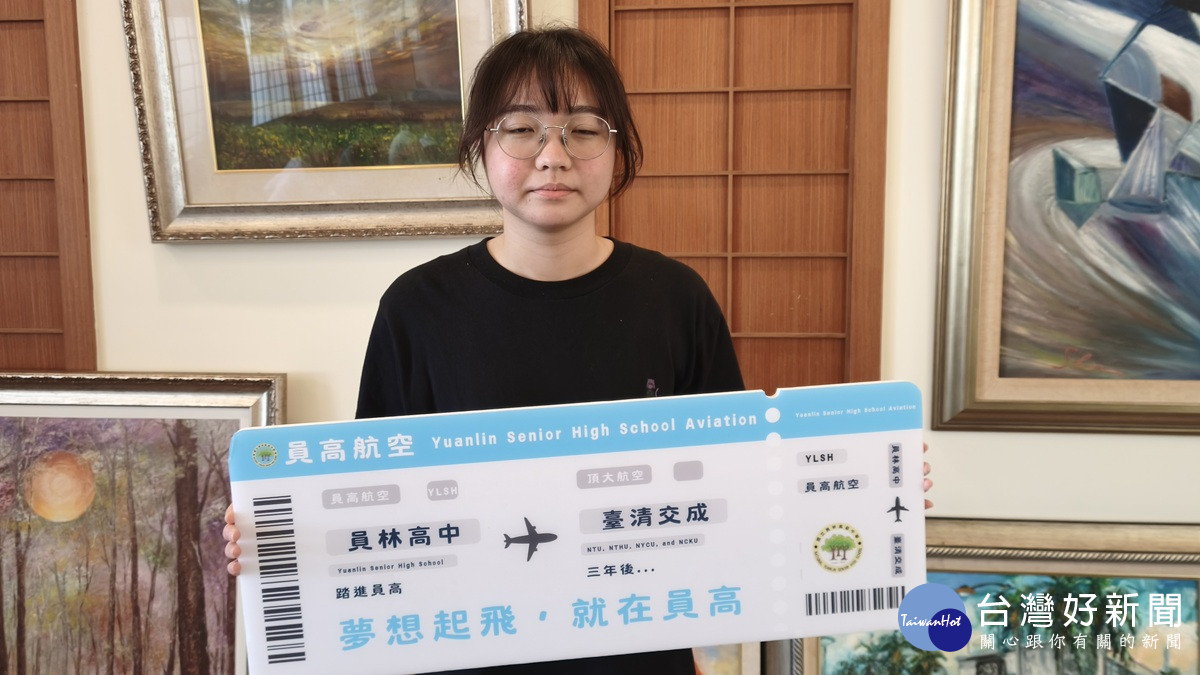 員高航空 Yuanlin Senior High School Aviation
Yuanlin Senior High School Aviation
員高航空 YLSH
頂大航空
員林高中
臺清交成
Yuanlin Senior High School
NTU, NTHU, NYCU, and NCKU
踏進員高
三年後...
夢想起飛，就在員高
YLSH
員高航空
員林高中
臺清交成
TaiwanHot
台灣好新聞
關心跟你有關的新聞